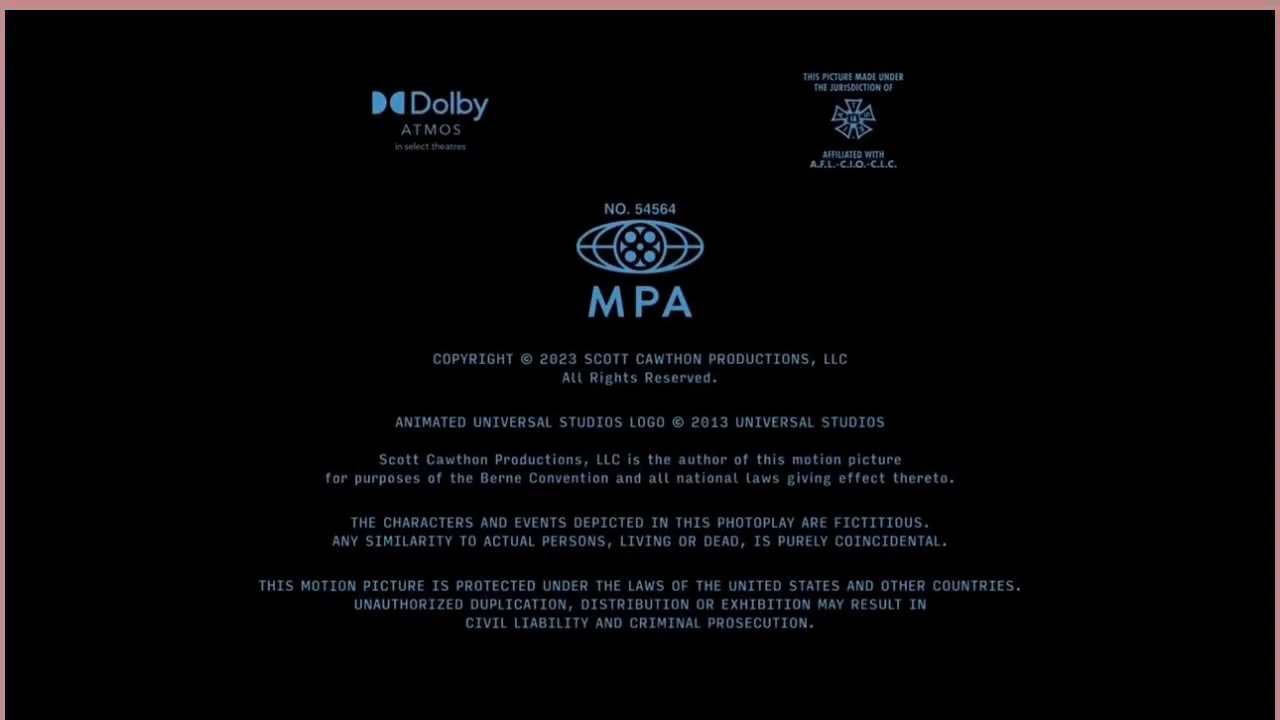 Dolby
ATMOS
in select theatres
THIS PICTURE MADE UNDER
THE JURISDICTION OF
IA
AFFILIATED WITH
A.F.L.-C.I.O.-C.L.C.
NO. 54564
MPA
COPYRIGHT © 2023 SCOTT CAWTHON PRODUCTIONS, LLC
All Rights Reserved.
ANIMATED UNIVERSAL STUDIOS LOGO © 2013 UNIVERSAL STUDIOS
Scott Cawthon Productions, LLC is the author of this motion picture
for purposes of the Berne Convention and all national laws giving effect thereto.
THE CHARACTERS AND EVENTS DEPICTED IN THIS PHOTOPLAY ARE FICTITIOUS.
ANY SIMILARITY TO ACTUAL PERSONS, LIVING OR DEAD, IS PURELY COINCIDENTAL.
THIS MOTION PICTURE IS PROTECTED UNDER THE LAWS OF THE UNITED STATES AND OTHER COUNTRIES.
UNAUTHORIZED DUPLICATION, DISTRIBUTION OR EXHIBITION MAY RESULT IN
CIVIL LIABILITY AND CRIMINAL PROSECUTION.